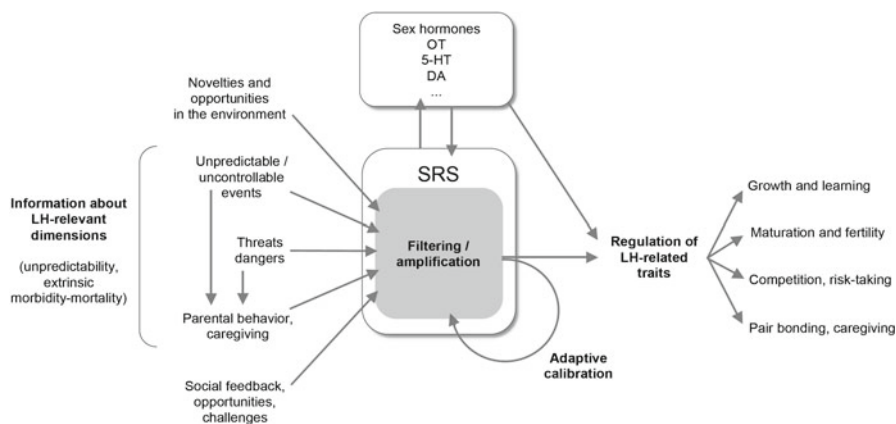 Sex hormones
OT
5-HT
DA
...
Novelties and
opportunities
in the environment
Unpredictable /
uncontrollable
events
SRS
Information about
LH-relevant
dimensions
(unpredictability,
extrinsic
morbidity-mortality)
Threats
dangers
Filtering /
amplification
Parental behavior,
caregiving
Social feedback,
opportunities,
challenges
Adaptive
calibration
Regulation of
LH-related
traits
Growth and learning
Maturation and fertility
Competition, risk-taking
Pair bonding, caregiving